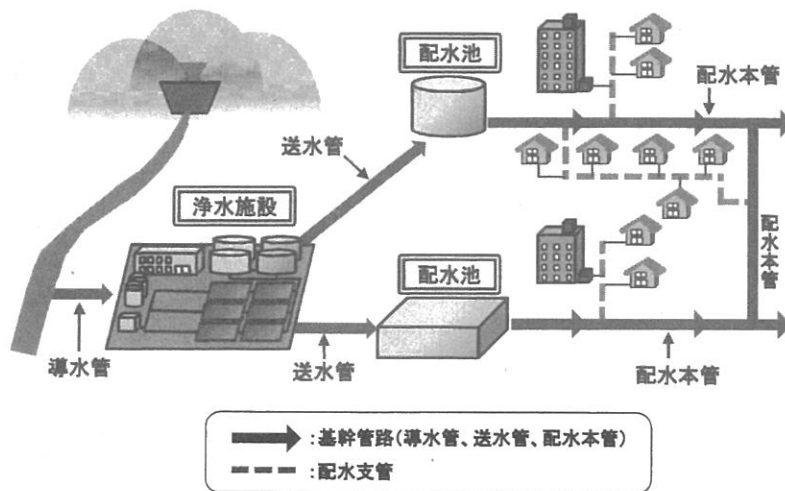 配水池
配水本管
送水管
浄水施設
配水池
配水本管
導水管
送水管
配水本管
:基幹管路(導水管、送水管、配水本管)
:配水支管